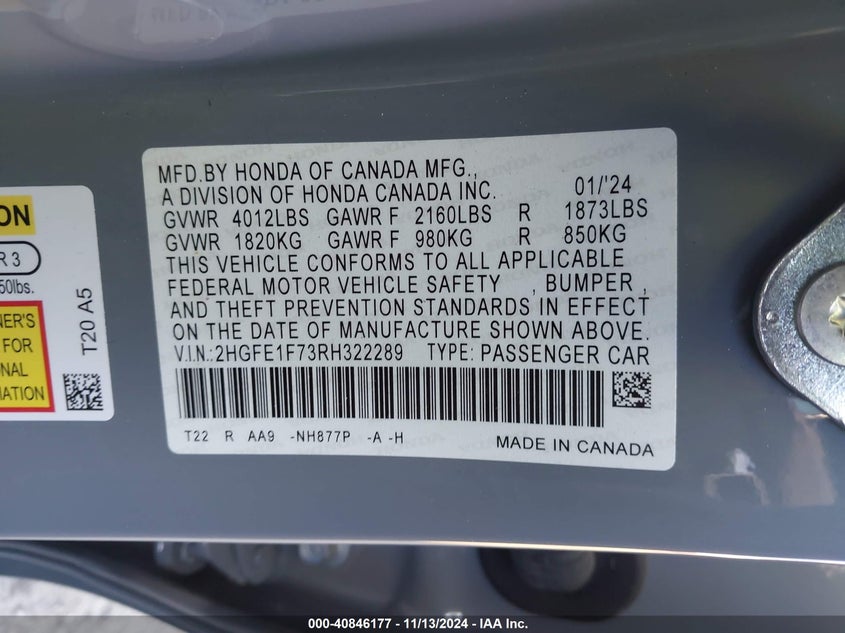 MFD.BY HONDA OF CANADA MFG.,
A DIVISION OF HONDA CANADA INC. 01/'24
GVWR 4012LBS GAWR F 2160LBS R 1873LBS
GVWR 1820KG GAWR F 980KG R 850KG
THIS VEHICLE CONFORMS TO ALL APPLICABLE
FEDERAL MOTOR VEHICLE SAFETY , BUMPER ,
AND THEFT PREVENTION STANDARDS IN EFFECT
ON THE DATE OF MANUFACTURE SHOWN ABOVE.
V.I.N.:2HGFE1F73RH322289 TYPE: PASSENGER CAR
T22 R AA9 -NH877P -A -H
MADE IN CANADA
ON
R 3
50lbs.
NER'S
FOR
NAL
MATION
T20 A5
000-40846177 - 11/13/2024 - IAA Inc.